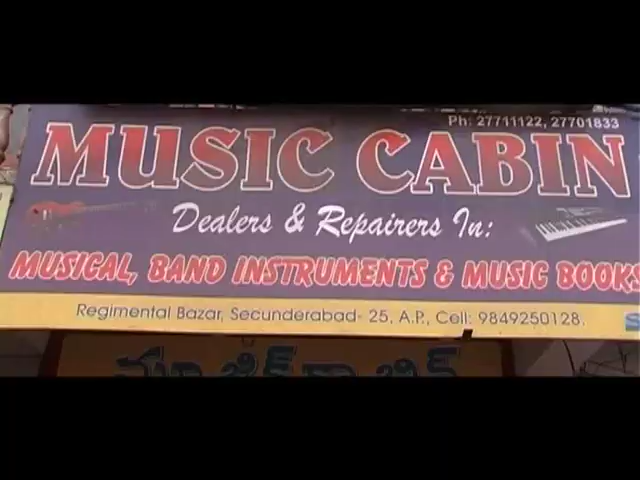 Ph: 27711122, 27701833
MUSIC CABIN
Dealers & Repairers In:
MUSICAL, BAND INSTRUMENTS & MUSIC BOOKS
Regimental Bazar, Secunderabad- 25, A.P., Cell: 9849250128.